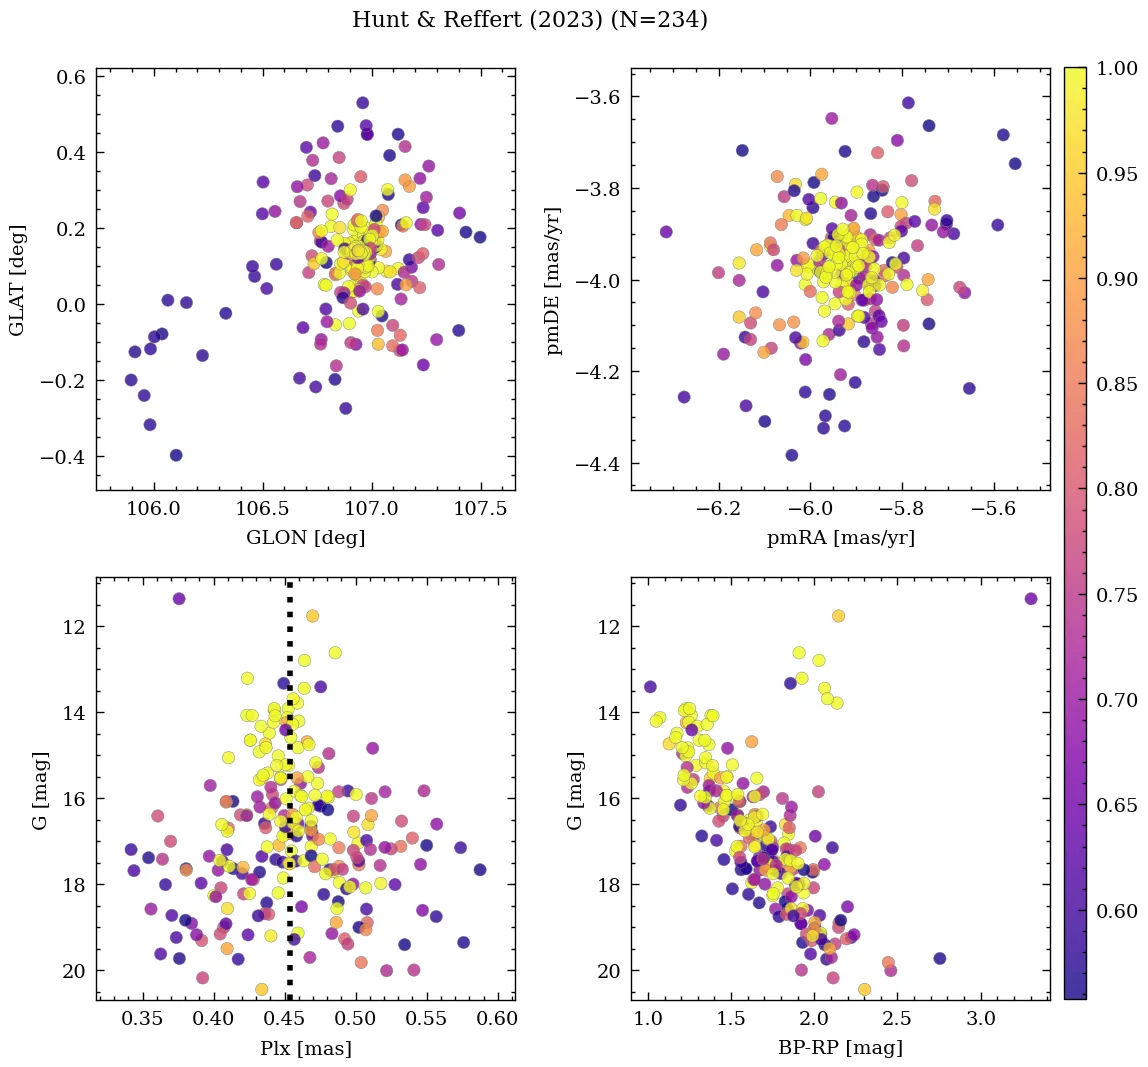 Hunt & Reffert (2023) (N=234)
0.6
0.4
0.2
0.0
−0.2
−0.4
GLAT [deg]
106.0 106.5 107.0 107.5
GLON [deg]
−3.6
−3.8
−4.0
−4.2
−4.4
pmDE [mas/yr]
−6.2 −6.0 −5.8 −5.6
pmRA [mas/yr]
12
14
16
18
20
G [mag]
0.35 0.40 0.45 0.50 0.55 0.60
Plx [mas]
12
14
16
18
20
G [mag]
1.0 1.5 2.0 2.5 3.0
BP-RP [mag]
1.00
0.95
0.90
0.85
0.80
0.75
0.70
0.65
0.60